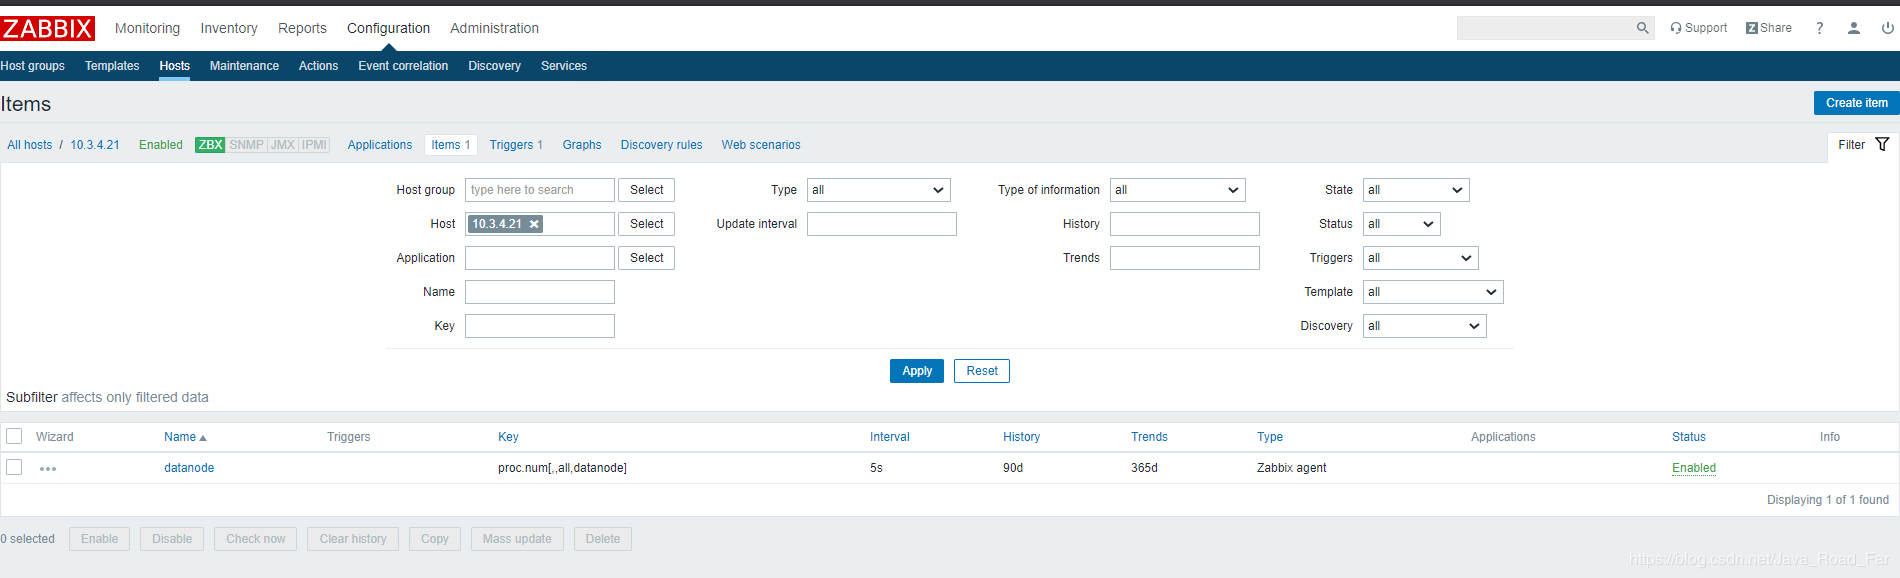 ZABBIX Monitoring Inventory Reports Configuration Administration Support Z Share ?
Host groups Templates Hosts Maintenance Actions Event correlation Discovery Services
Items Create item
All hosts / 10.3.4.21 Enabled ZBX SNMP JMX IPMI Applications Items 1 Triggers 1 Graphs Discovery rules Web scenarios Filter
Host group type here to search Select Type all Type of information all State all
Host 10.3.4.21 Select Update interval History Status all
Application Select Trends Triggers all
Name Template all
Key Discovery all
Apply Reset
Subfilter affects only filtered data
Wizard Name Triggers Key Interval History Trends Type Applications Status Info
datanode proc.num[,,all,datanode] 5s 90d 365d Zabbix agent Enabled
Displaying 1 of 1 found
0 selected Enable Disable Check now Clear history Copy Mass update Delete
https://blog.csdn.net/Java_Road_Far